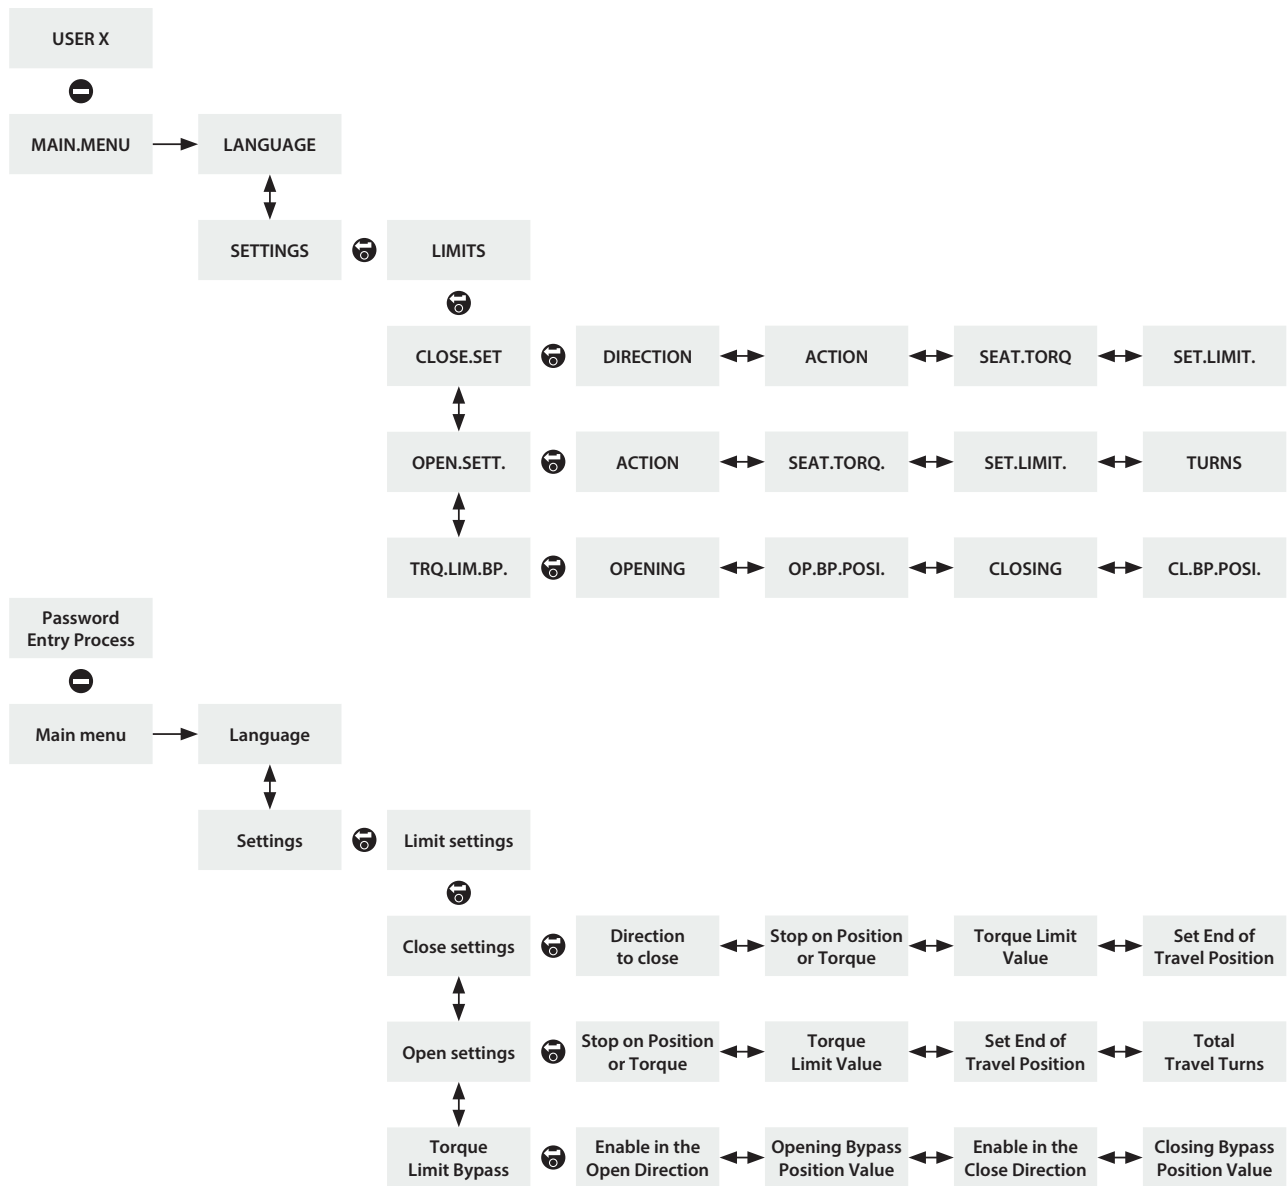 USER X
MAIN.MENU
LANGUAGE
SETTINGS
LIMITS
CLOSE.SET
DIRECTION
ACTION
SEAT.TORQ
SET.LIMIT.
OPEN.SETT.
ACTION
SEAT.TORQ.
SET.LIMIT.
TURNS
TRQ.LIM.BP.
OPENING
OP.BP.POSI.
CLOSING
CL.BP.POSI.
Password
Entry Process
Main menu
Language
Settings
Limit settings
Close settings
Direction
to close
Stop on Position
or Torque
Torque Limit
Value
Set End of
Travel Position
Open settings
Stop on Position
or Torque
Torque
Limit Value
Set End of
Travel Position
Total
Travel Turns
Torque
Limit Bypass
Enable in the
Open Direction
Opening Bypass
Position Value
Enable in the
Close Direction
Closing Bypass
Position Value